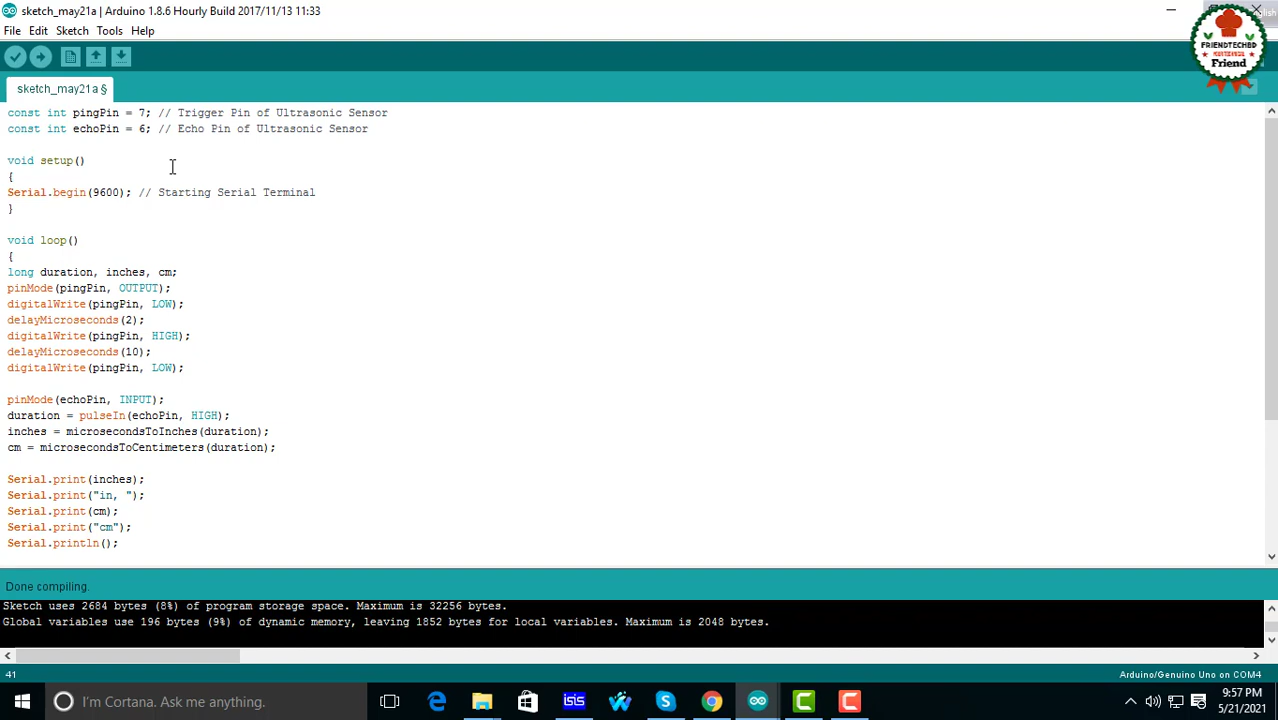 sketch_may21a | Arduino 1.8.6 Hourly Build 2017/11/13 11:33
File Edit Sketch Tools Help
FRIENDTECHBD
Friend
sketch_may21a §
const int pingPin = 7; // Trigger Pin of Ultrasonic Sensor
const int echoPin = 6; // Echo Pin of Ultrasonic Sensor
void setup()
{
Serial.begin(9600); // Starting Serial Terminal
}
void loop()
{
long duration, inches, cm;
pinMode(pingPin, OUTPUT);
digitalWrite(pingPin, LOW);
delayMicroseconds(2);
digitalWrite(pingPin, HIGH);
delayMicroseconds(10);
digitalWrite(pingPin, LOW);
pinMode(echoPin, INPUT);
duration = pulseIn(echoPin, HIGH);
inches = microsecondsToInches(duration);
cm = microsecondsToCentimeters(duration);
Serial.print(inches);
Serial.print("in, ");
Serial.print(cm);
Serial.print("cm");
Serial.println();
Done compiling.
Sketch uses 2684 bytes (8%) of program storage space. Maximum is 32256 bytes.
Global variables use 196 bytes (9%) of dynamic memory, leaving 1852 bytes for local variables. Maximum is 2048 bytes.
41
Arduino/Genuino Uno on COM4
I'm Cortana. Ask me anything.
isis
9:57 PM
5/21/2021